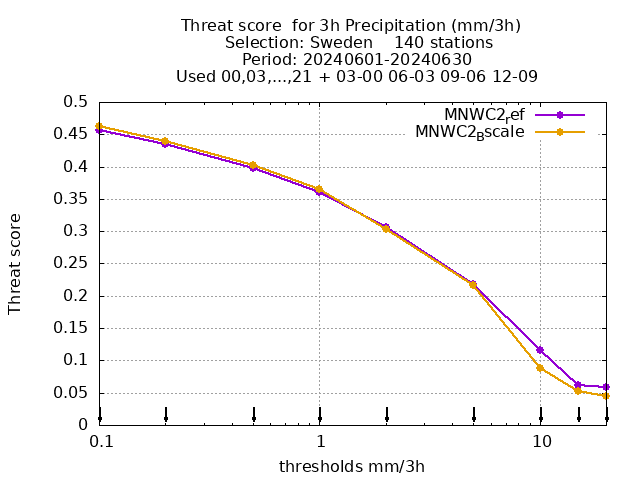 Threat score  for 3h Precipitation (mm/3h)
Selection: Sweden    140 stations
Period: 20240601-20240630
Used 00,03,...,21 + 03-00 06-03 09-06 12-09
MNWC2ref
MNWC2Bscale
0.5
0.45
0.4
0.35
0.3
0.25
0.2
0.15
0.1
0.05
0
Threat score
0.1 1 10
thresholds mm/3h